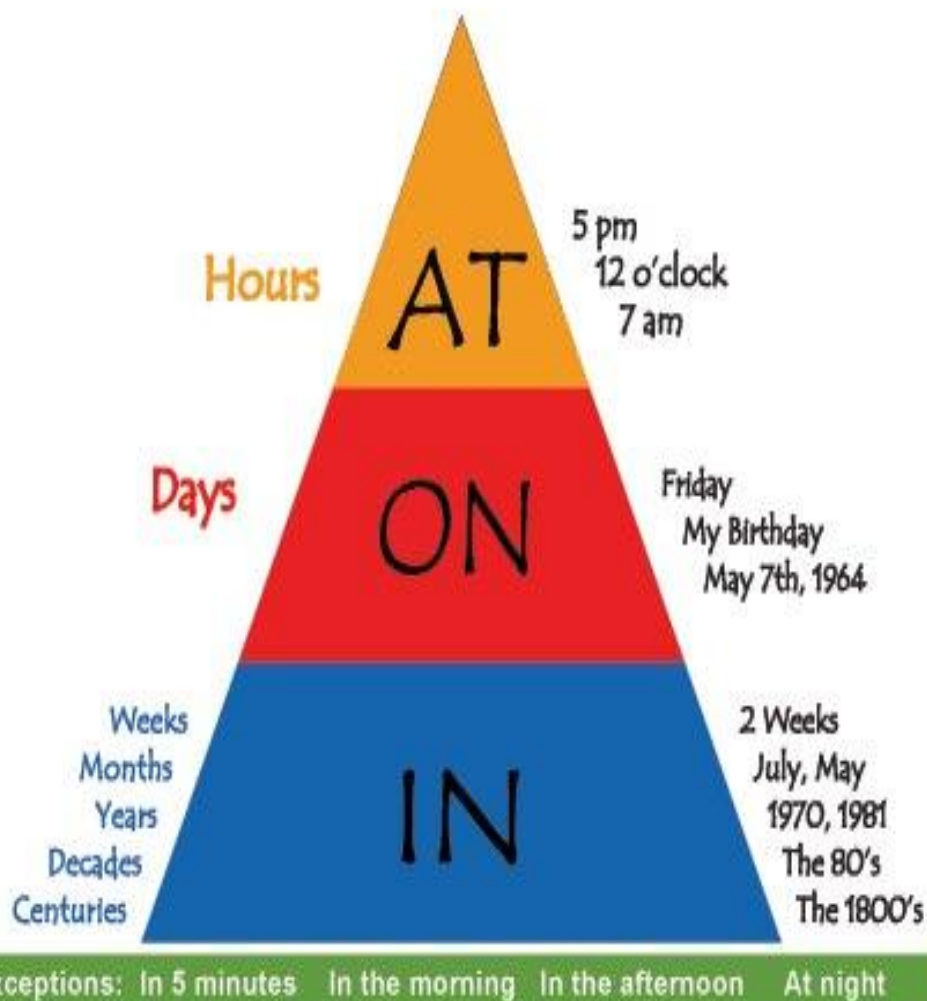 5 pm
12 o'clock
7 am
Hours
AT
Days
ON
Friday
My Birthday
May 7th, 1964
Weeks
Months
Years
Decades
Centuries
IN
2 Weeks
July, May
1970, 1981
The 80's
The 1800's
xceptions: In 5 minutes In the morning In the afternoon At night